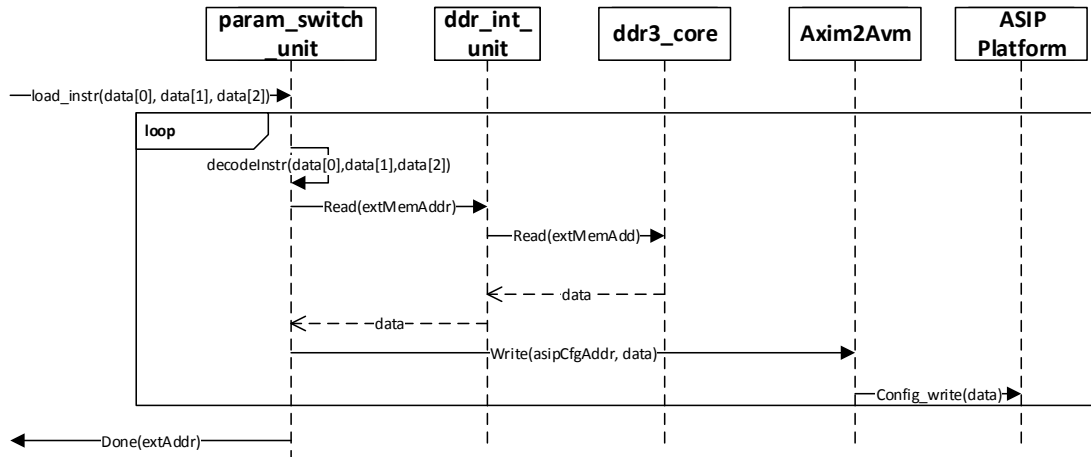 param_switch
_unit
ddr_int_
unit
ddr3_core
Axim2Avm
ASIP
Platform
load_instr(data[0], data[1], data[2])
loop
decodeInstr(data[0],data[1],data[2])
Read(extMemAddr)
Read(extMemAdd)
data
data
Write(asipCfgAddr, data)
Config_write(data)
Done(extAddr)